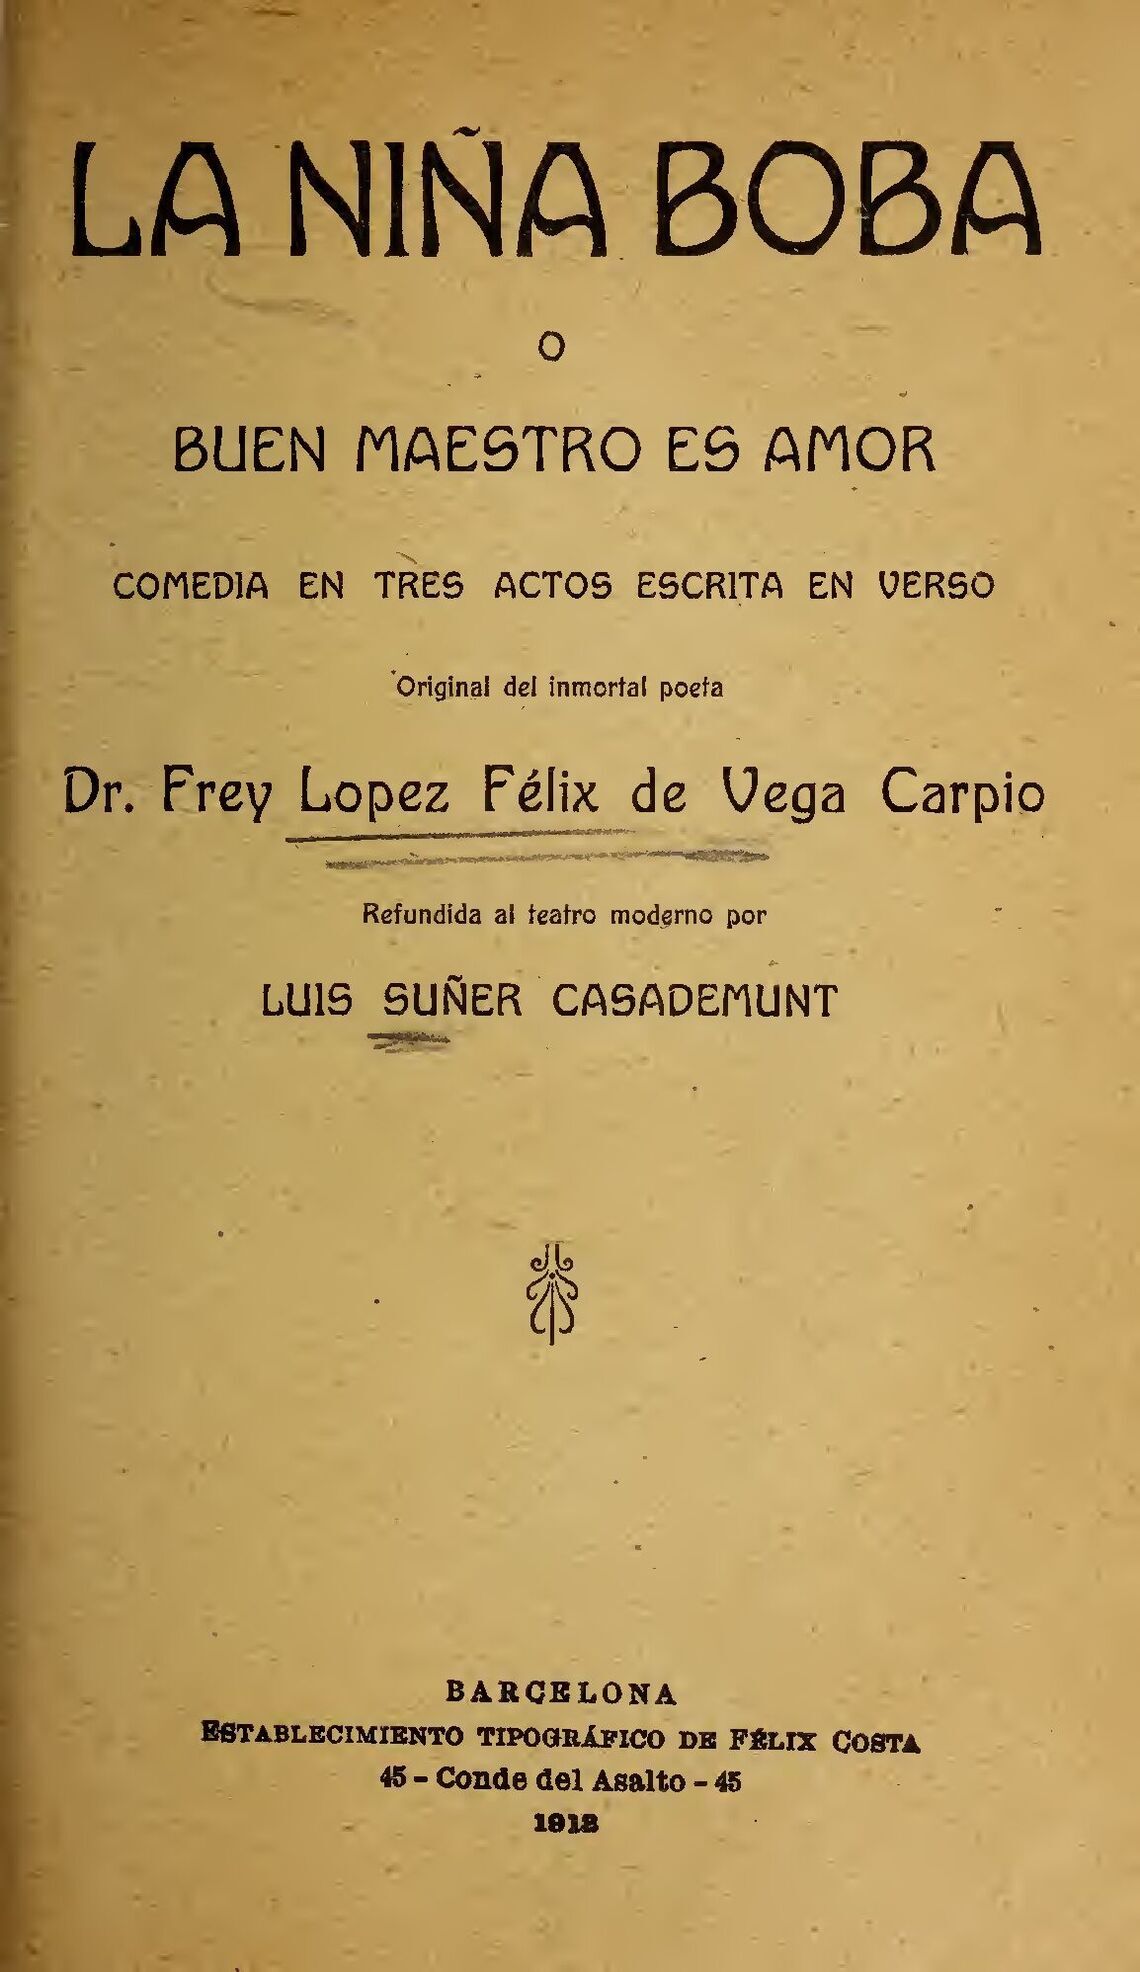 LA NIÑA BOBA
O
BUEN MAESTRO ES AMOR
COMEDIA EN TRES ACTOS ESCRITA EN VERSO
Original del inmortal poeta
Dr. Frey Lopez Félix de Vega Carpio
Refundida al teatro moderno por
LUIS SUÑER CASADEMUNT
BARCELONA
ESTABLECIMIENTO TIPOGRÁFICO DE FÉLIX COSTA
45 - Conde del Asalto - 45